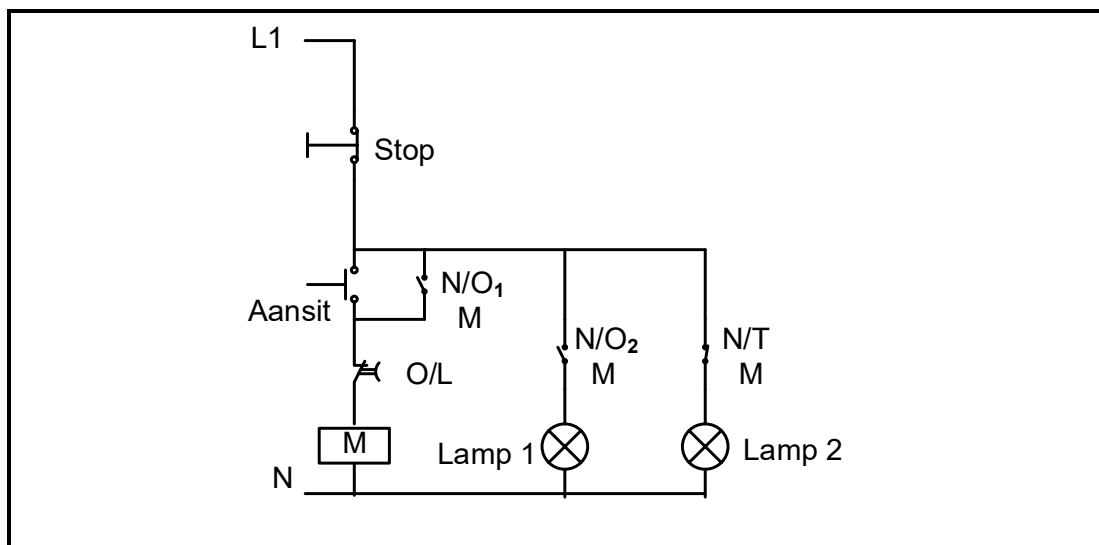 L1
Stop
Aansit
N/O₁
M
N/O₂
M
N/T
M
O/L
M
Lamp 1
Lamp 2
N